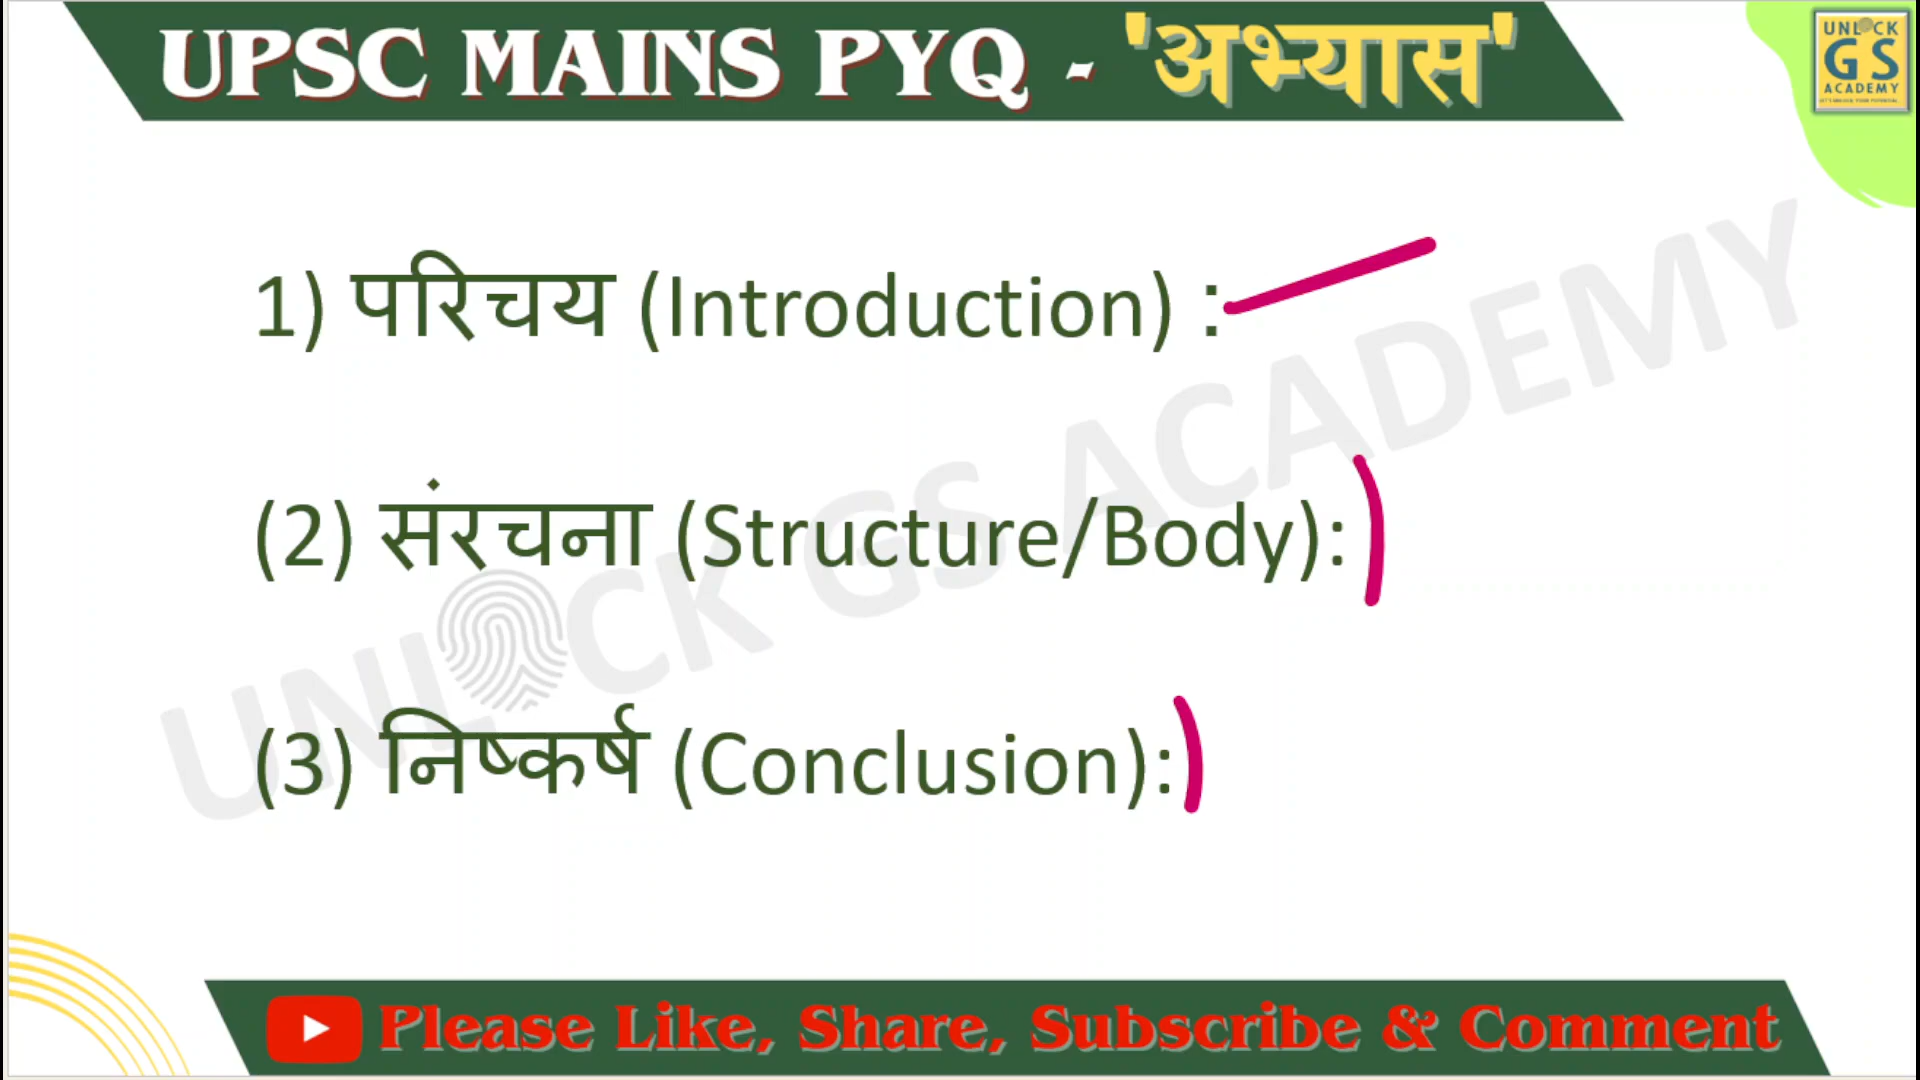 UPSC MAINS PYQ - 'अभ्यास'
UNLOCK
GS
ACADEMY
1) परिचय (Introduction) :
(2) संरचना (Structure/Body):
(3) निष्कर्ष (Conclusion):
UNLOCK GS ACADEMY
Please Like, Share, Subscribe & Comment